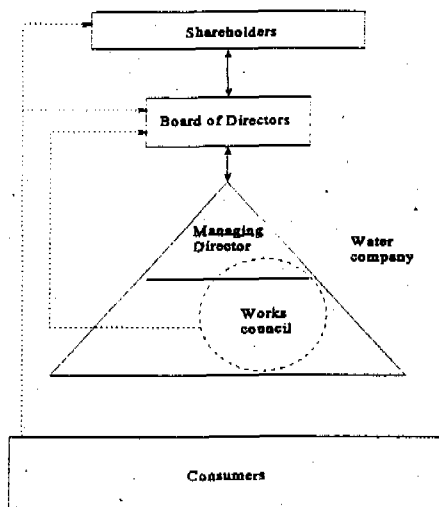 Shareholders
Board of Directors
Managing
Director
Water
company
Works
council
Consumers